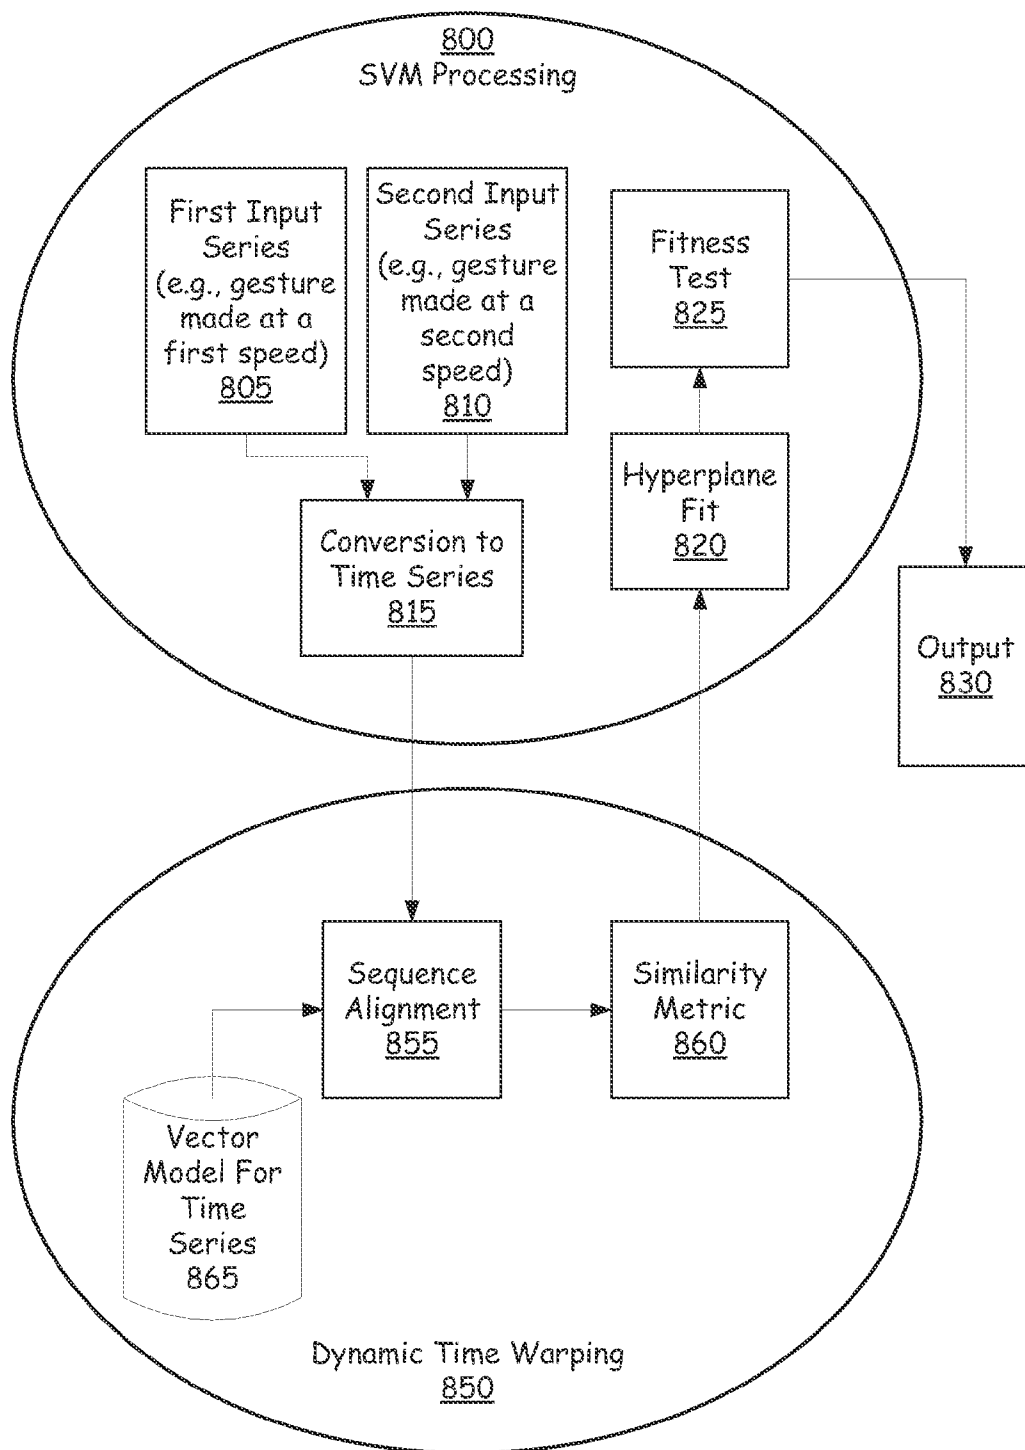 800
SVM Processing
First Input
Series
(e.g., gesture
made at a
first speed)
805
Second Input
Series
(e.g., gesture
made at a
second
speed)
810
Fitness
Test
825
Hyperplane
Fit
820
Conversion to
Time Series
815
Output
830
Sequence
Alignment
855
Similarity
Metric
860
Vector
Model For
Time
Series
865
Dynamic Time Warping
850